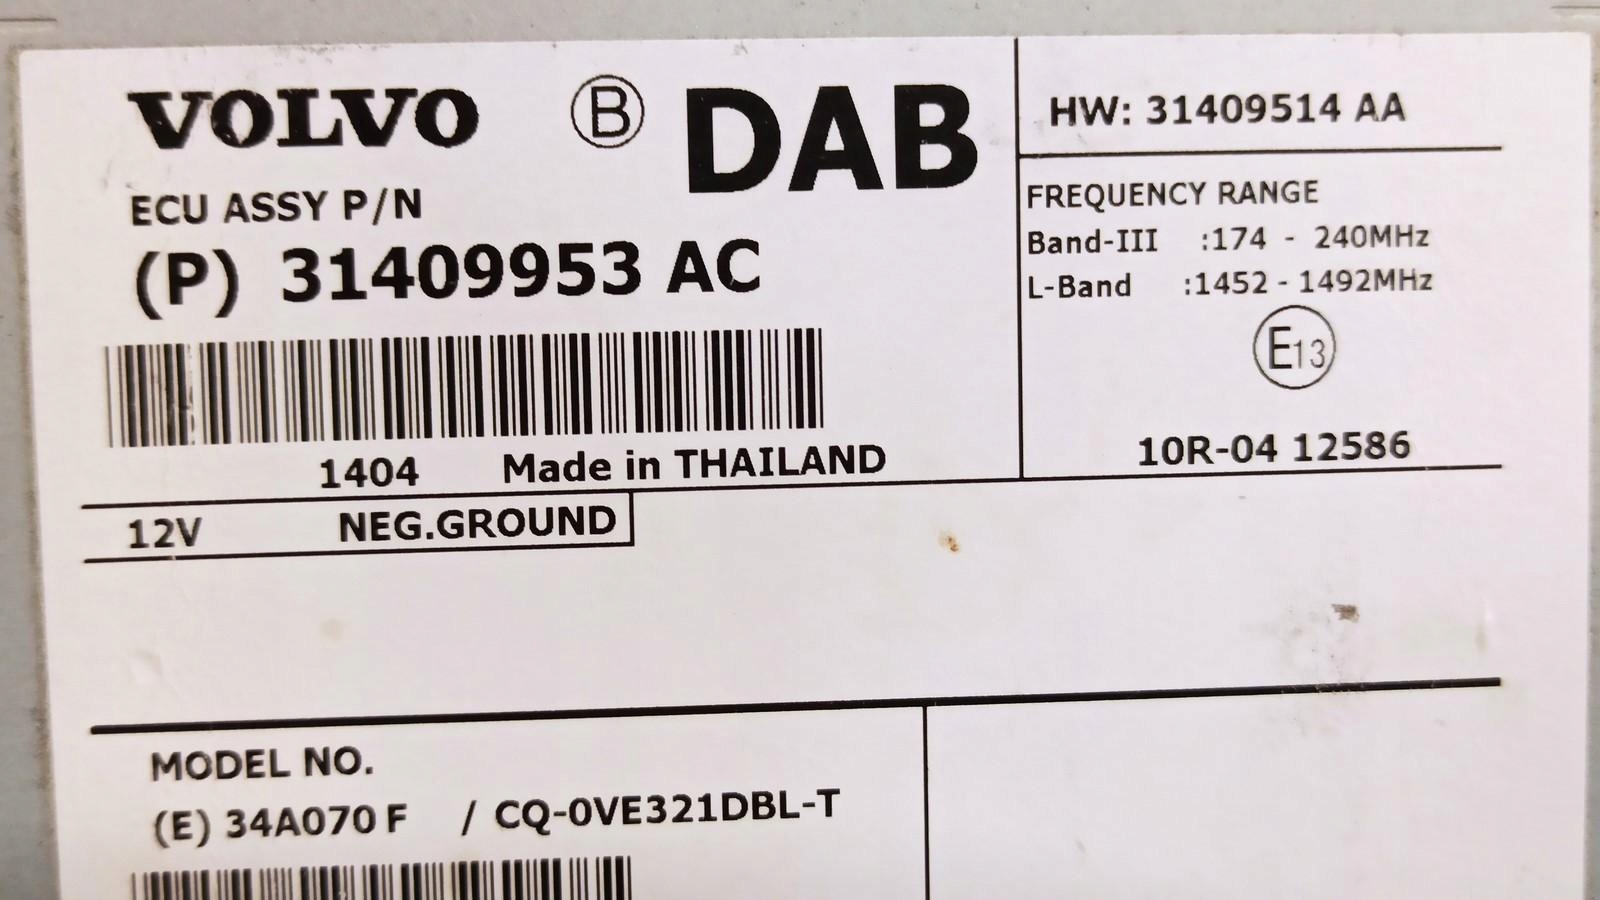 VOLVO B DAB
ECU ASSY P/N
(P) 31409953 AC
1404 Made in THAILAND
12V NEG.GROUND
HW: 31409514 AA
FREQUENCY RANGE
Band-III :174 - 240MHz
L-Band :1452 - 1492MHz
E13
10R-04 12586
MODEL NO.
(E) 34A070 F / CQ-0VE321DBL-T